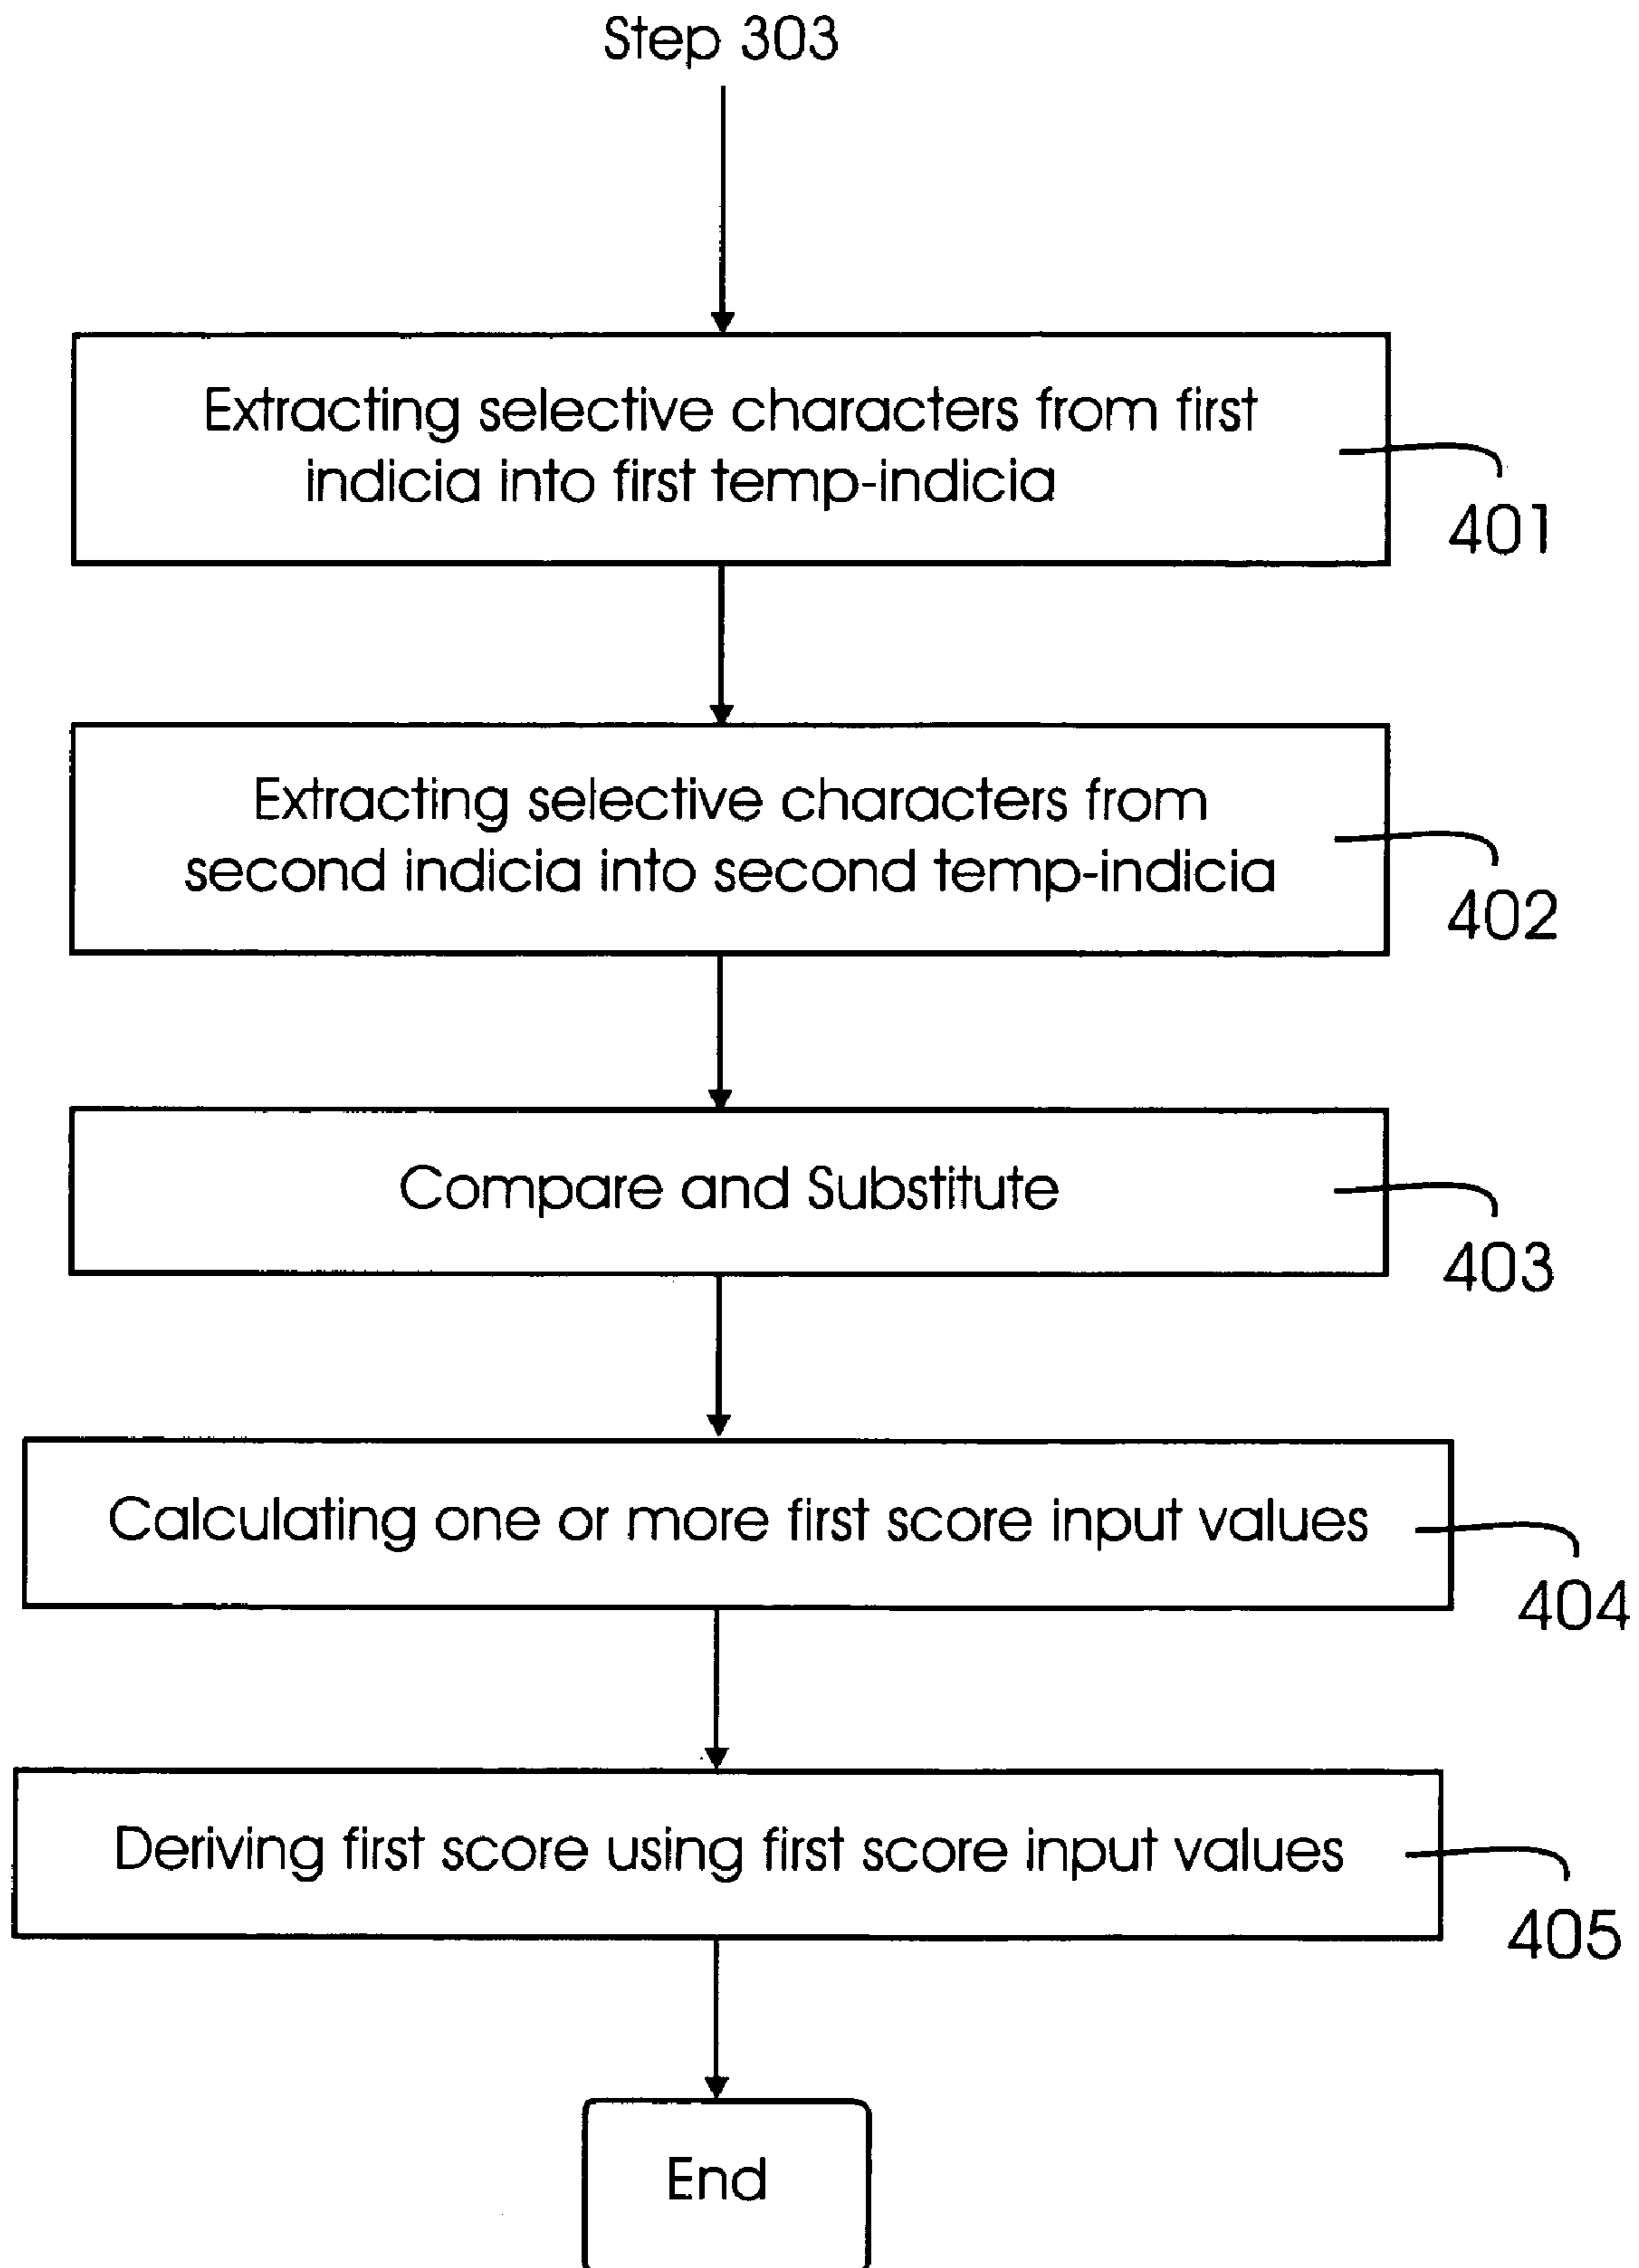 Step 303
Extracting selective characters from first
indicia into first temp-indicia
401
Extracting selective characters from
second indicia into second temp-indicia
402
Compare and Substitute
403
Calculating one or more first score input values
404
Deriving first score using first score input values
405
End